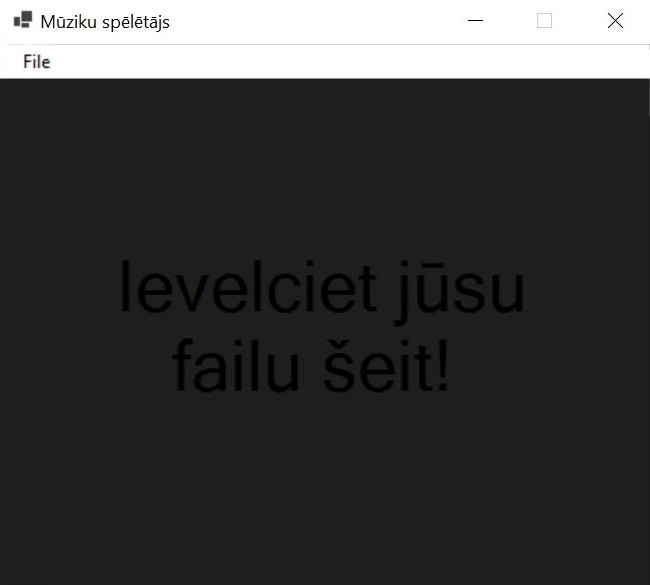 Mūziku spēlētājs
File
Ievelciet jūsu
failu šeit!